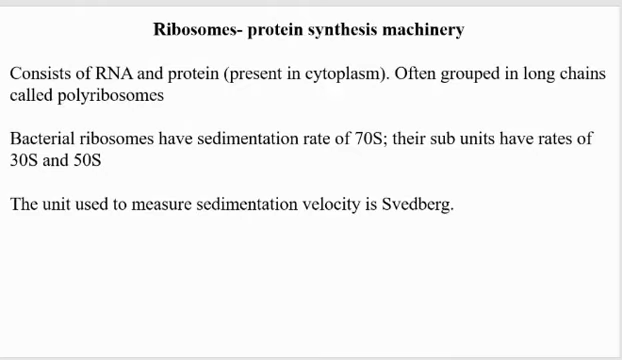 Ribosomes- protein synthesis machinery
Consists of RNA and protein (present in cytoplasm). Often grouped in long chains
called polyribosomes
Bacterial ribosomes have sedimentation rate of 70S; their sub units have rates of
30S and 50S
The unit used to measure sedimentation velocity is Svedberg.